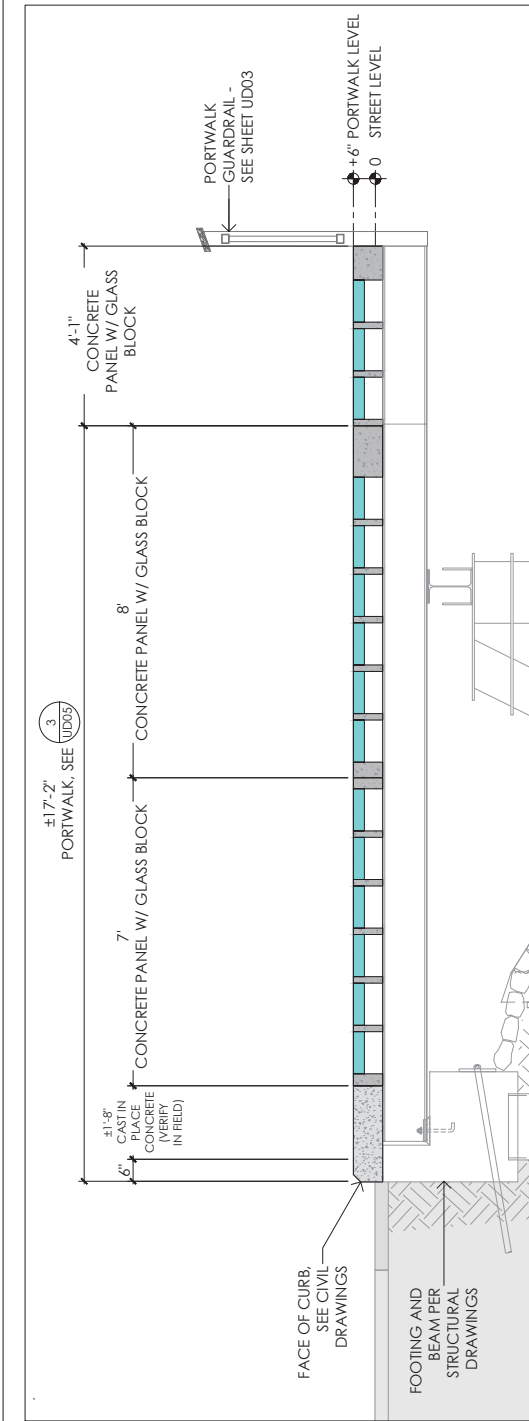 ±17'-2"
PORTWALK, SEE
3
UD05
6"
±1'-8"
CAST IN
PLACE
CONCRETE
(VERIFY
IN FIELD)
7'
CONCRETE PANEL W/ GLASS BLOCK
8'
CONCRETE PANEL W/ GLASS BLOCK
4'-1"
CONCRETE
PANEL W/ GLASS
BLOCK
PORTWALK
GUARDRAIL -
SEE SHEET UD03
+6" PORTWALK LEVEL
0 STREET LEVEL
FACE OF CURB,
SEE CIVIL
DRAWINGS
FOOTING AND
BEAM PER
STRUCTURAL
DRAWINGS